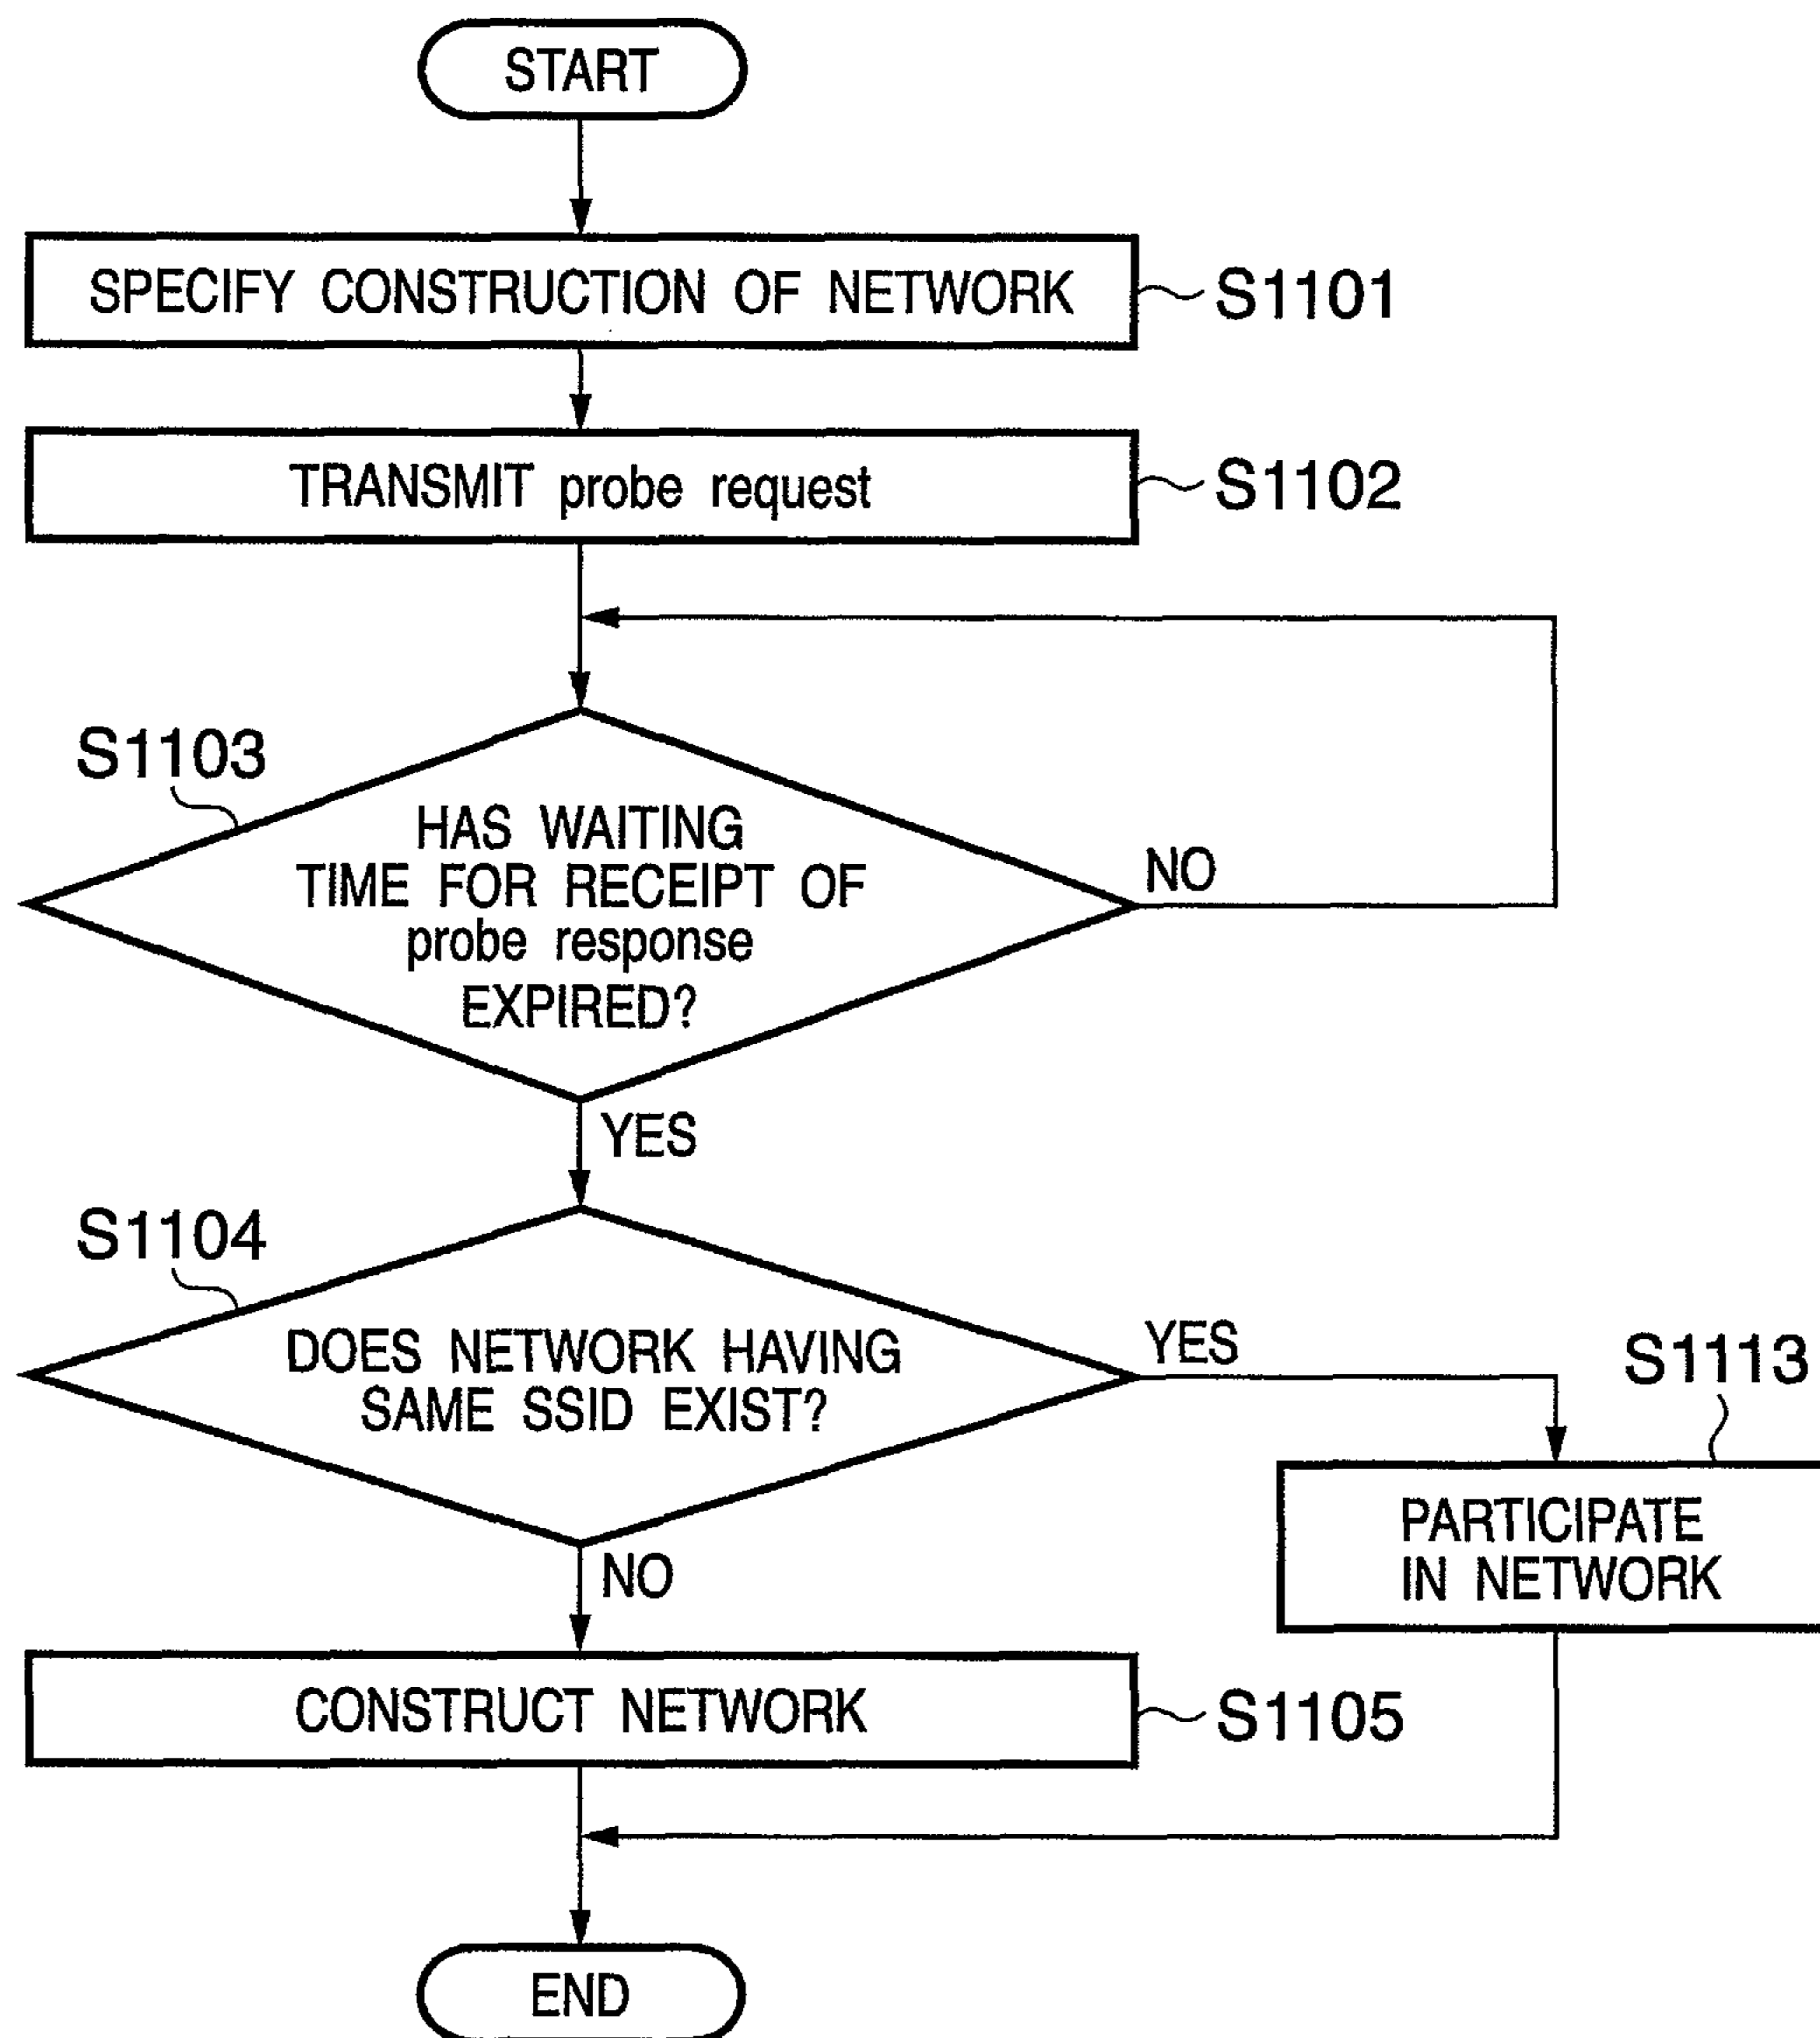 START
SPECIFY CONSTRUCTION OF NETWORK
S1101
TRANSMIT probe request
S1102
S1103
HAS WAITING
TIME FOR RECEIPT OF
probe response
EXPIRED?
NO
YES
S1104
DOES NETWORK HAVING
SAME SSID EXIST?
YES
S1113
PARTICIPATE
IN NETWORK
NO
CONSTRUCT NETWORK
S1105
END